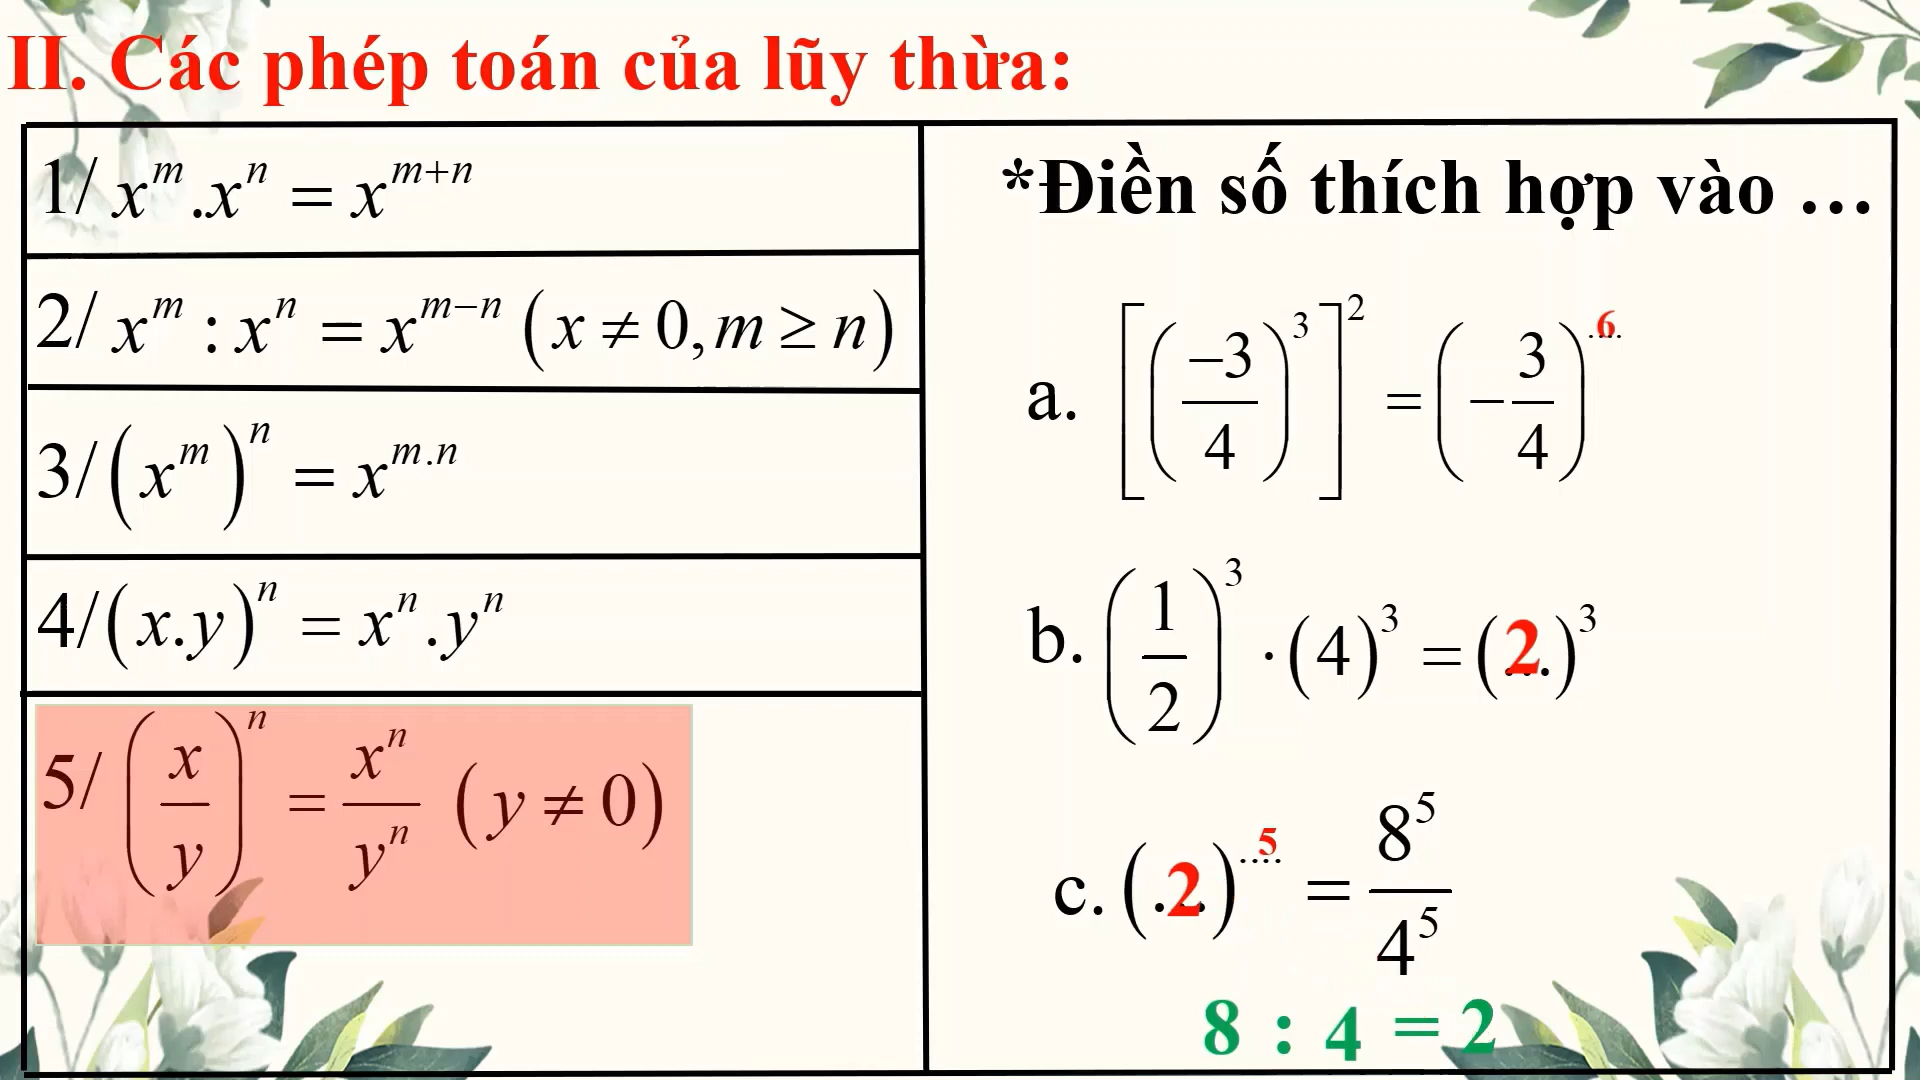 II. Các phép toán của lũy thừa:
1/ x^m .x^n = x^{m+n}
2/ x^m : x^n = x^{m−n} (x ≠ 0, m ≥ n)
3/ (x^m)^n = x^{m.n}
4/ (x.y)^n = x^n .y^n
5/ (x/y)^n = x^n/y^n (y ≠ 0)
*Điền số thích hợp vào …
a. [(−3/4)^3]^2 = (−3/4)^6
b. (1/2)^3 · (4)^3 = (2)^3
c. (2)^5 = 8^5/4^5
8 : 4 = 2